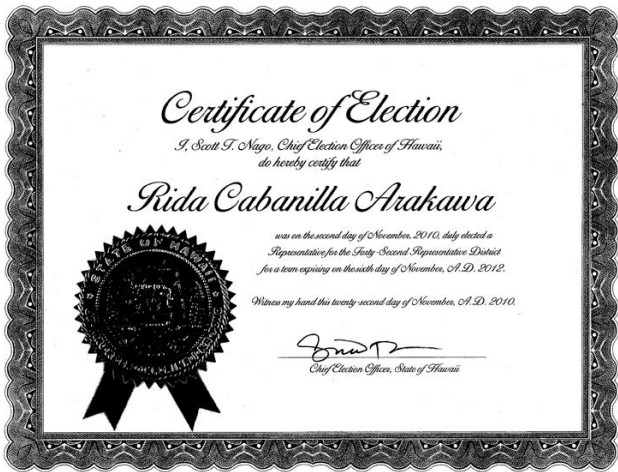 Certificate of Election
I, Scott T. Nago, Chief Election Officer of Hawaii,
do hereby certify that
Rida Cabanilla Arakawa
was on the second day of November, 2010, duly elected a
Representative for the Forty-Second Representative District
for a term expiring on the sixth day of November, A.D. 2012.
Witness my hand this twenty-second day of November, A.D. 2010.
Chief Election Officer, State of Hawaii
STATE OF HAWAII